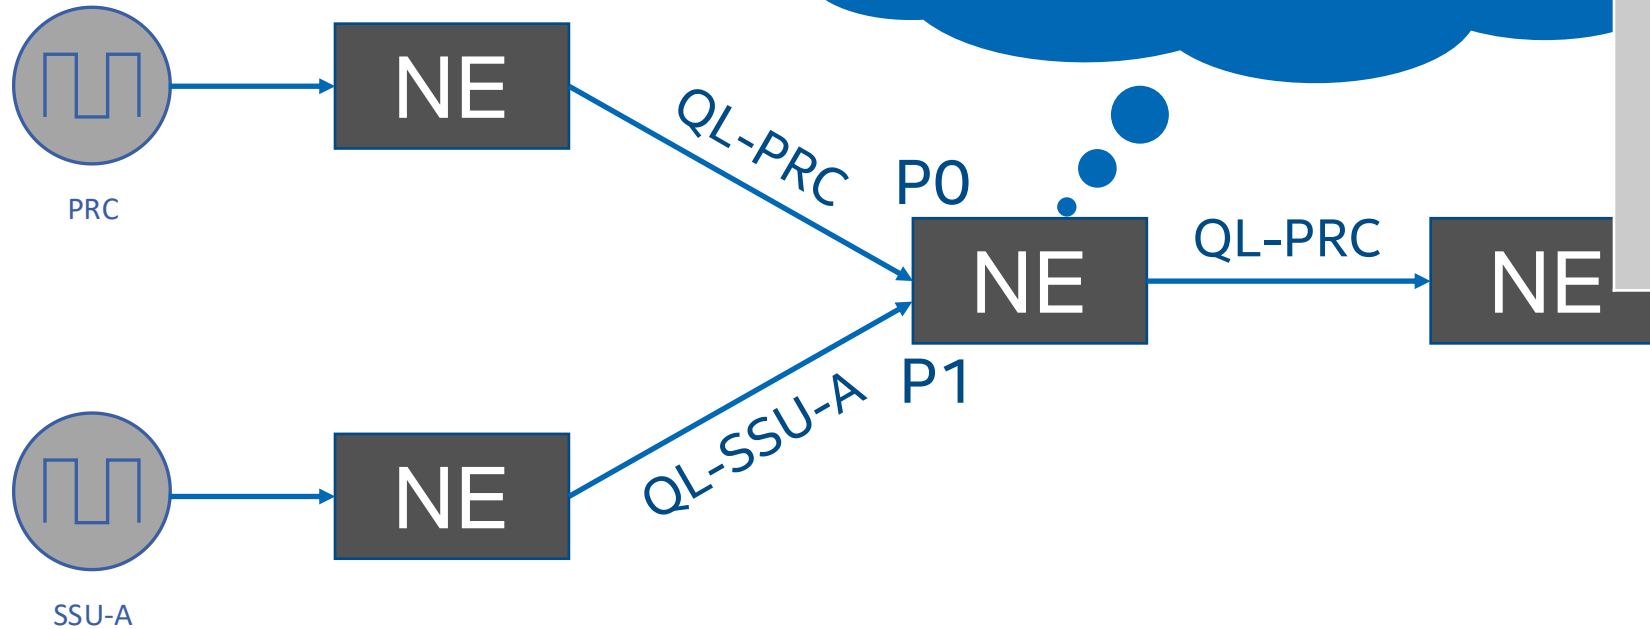 NE
QL-PRC
PRC
P0
NE
QL-PRC
NE
P1
QL-SSU-A
NE
SSU-A